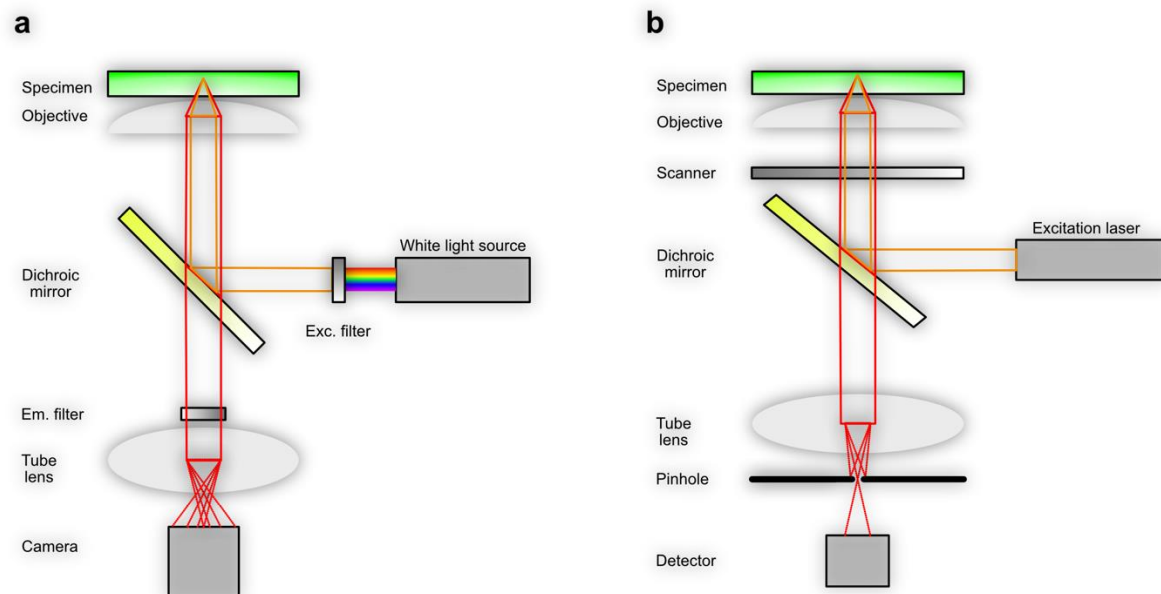 a
Specimen
Objective
White light source
Dichroic
mirror
Exc. filter
Em. filter
Tube
lens
Camera
b
Specimen
Objective
Scanner
Excitation laser
Dichroic
mirror
Tube
lens
Pinhole
Detector